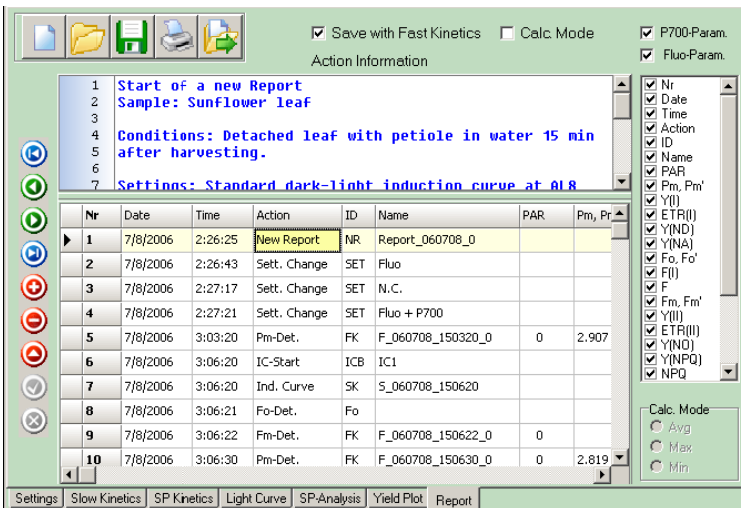 Save with Fast Kinetics
Calc. Mode
P700-Param.
Action Information
Fluo-Param.
1 Start of a new Report
2 Sample: Sunflower leaf
3
4 Conditions: Detached leaf with petiole in water 15 min
5 after harvesting.
6
7 Settings: Standard dark-light induction curve at AL8
Nr
Date
Time
Action
ID
Name
PAR
Pm, Pm'
Y(I)
ETR(I)
Y(ND)
Y(NA)
Fo, Fo'
F(I)
F
Fm, Fm'
Y(II)
ETR(II)
Y(NO)
Y(NPQ)
NPQ
Nr Date Time Action ID Name PAR Pm, Pr
1 7/8/2006 2:26:25 New Report NR Report_060708_0
2 7/8/2006 2:26:43 Sett. Change SET Fluo
3 7/8/2006 2:27:17 Sett. Change SET N.C.
4 7/8/2006 2:27:21 Sett. Change SET Fluo + P700
5 7/8/2006 3:03:20 Pm-Det. FK F_060708_150320_0 0 2.907
6 7/8/2006 3:06:20 IC-Start ICB IC1
7 7/8/2006 3:06:20 Ind. Curve SK S_060708_150620
8 7/8/2006 3:06:21 Fo-Det. Fo
9 7/8/2006 3:06:22 Fm-Det. FK F_060708_150622_0 0
10 7/8/2006 3:06:30 Pm-Det. FK F_060708_150630_0 0 2.819
Calc. Mode
Avg
Max
Min
Settings Slow Kinetics SP Kinetics Light Curve SP-Analysis Yield Plot Report